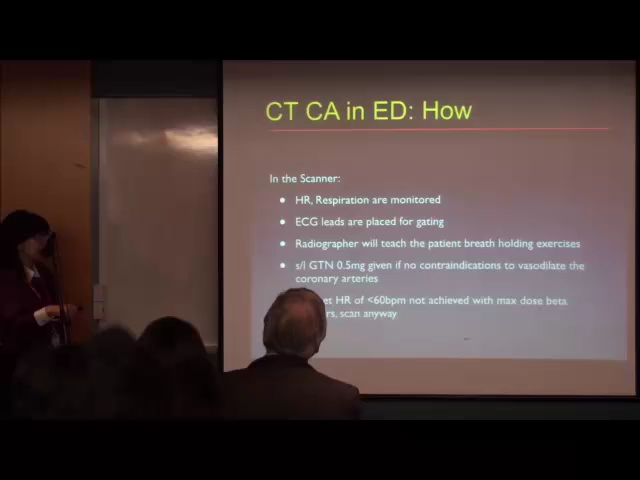 CT CA in ED: How
In the Scanner:
• HR, Respiration are monitored
• ECG leads are placed for gating
• Radiographer will teach the patient breath holding exercises
• s/l GTN 0.5mg given if no contraindications to vasodilate the
coronary arteries
HR of <60bpm not achieved with max dose beta
scan anyway